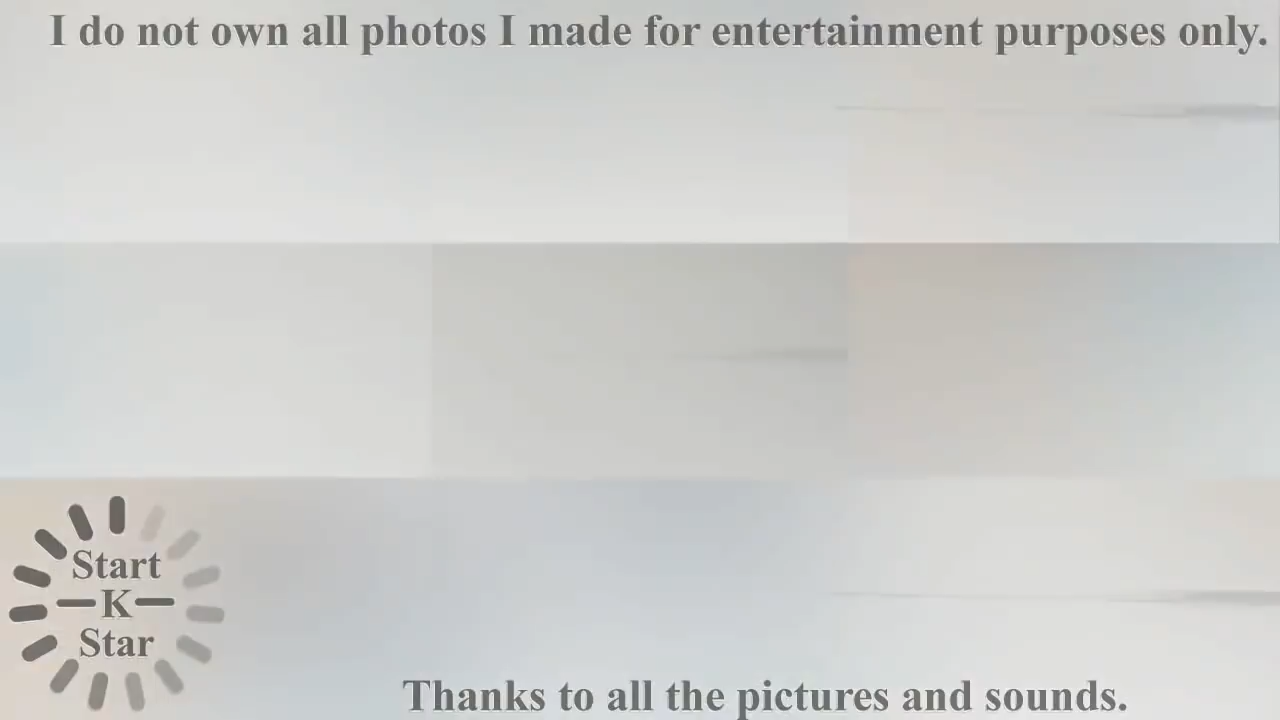 I do not own all photos I made for entertainment purposes only.
Start
K
Star
Thanks to all the pictures and sounds.